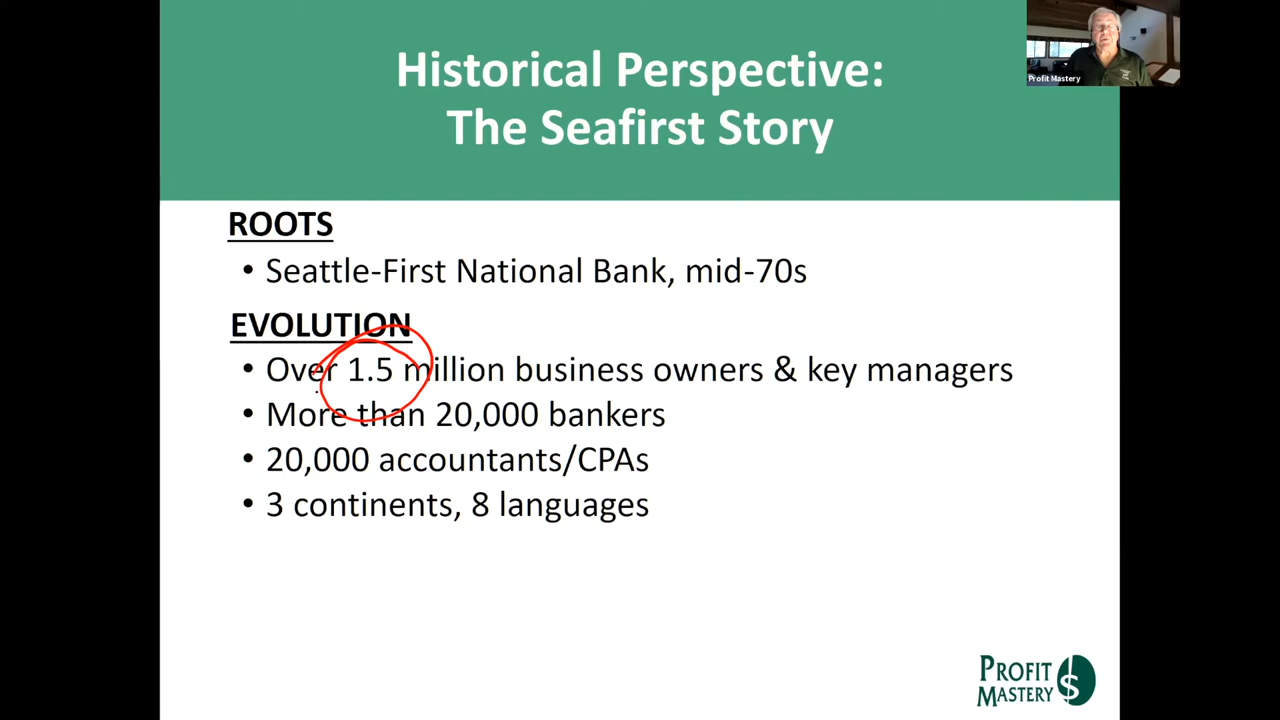 Historical Perspective:
The Seafirst Story
Profit Mastery
ROOTS
• Seattle-First National Bank, mid-70s
EVOLUTION
• Over 1.5 million business owners & key managers
• More than 20,000 bankers
• 20,000 accountants/CPAs
• 3 continents, 8 languages
PROFIT
MASTERY